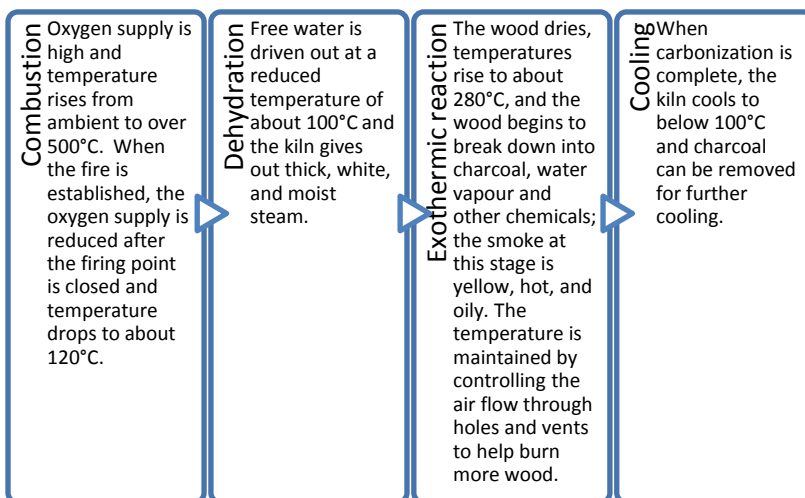 Combustion
Oxygen supply is
high and
temperature
rises from
ambient to over
500°C.  When
the fire is
established, the
oxygen supply is
reduced after
the firing point
is closed and
temperature
drops to about
120°C.
Dehydration
Free water is
driven out at a
reduced
temperature of
about 100°C and
the kiln gives
out thick, white,
and moist
steam.
Exothermic reaction
The wood dries,
temperatures
rise to about
280°C, and the
wood begins to
break down into
charcoal, water
vapour and
other chemicals;
the smoke at
this stage is
yellow, hot, and
oily. The
temperature is
maintained by
controlling the
air flow through
holes and vents
to help burn
more wood.
Cooling
When
carbonization is
complete, the
kiln cools to
below 100°C
and charcoal
can be removed
for further
cooling.